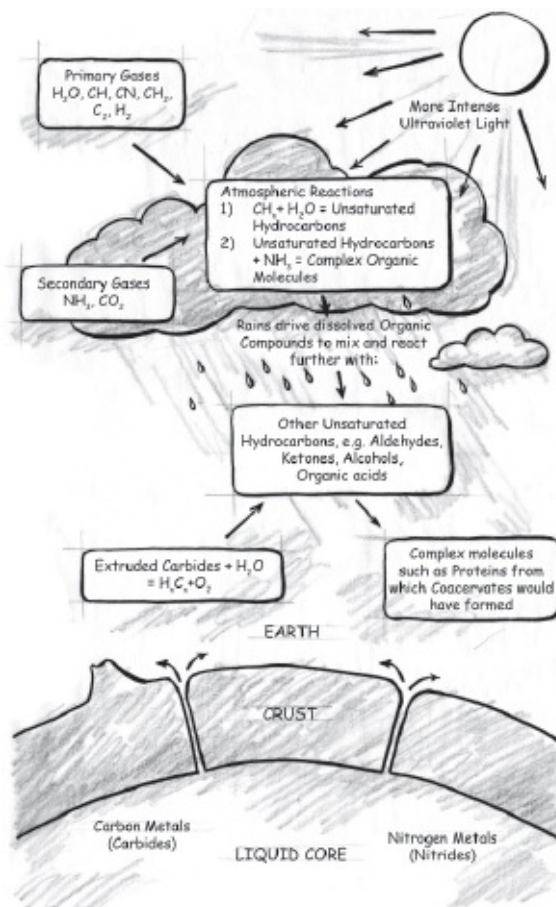 Primary Gases
H₂O, CH, CN, CH₂,
C₂, H₂
More Intense
Ultraviolet Light
Atmospheric Reactions
1) CHₓ + H₂O = Unsaturated
Hydrocarbons
2) Unsaturated Hydrocarbons
+ NH₃ = Complex Organic
Molecules
Secondary Gases
NH₃, CO₂
Rains drive dissolved Organic
Compounds to mix and react
further with:
Other Unsaturated
Hydrocarbons, e.g. Aldehydes,
Ketones, Alcohols,
Organic acids
Extruded Carbides + H₂O
= HₓCₓ+O₂
Complex molecules
such as Proteins from
which Coacervates would
have formed
EARTH
CRUST
Carbon Metals
(Carbides)
LIQUID CORE
Nitrogen Metals
(Nitrides)